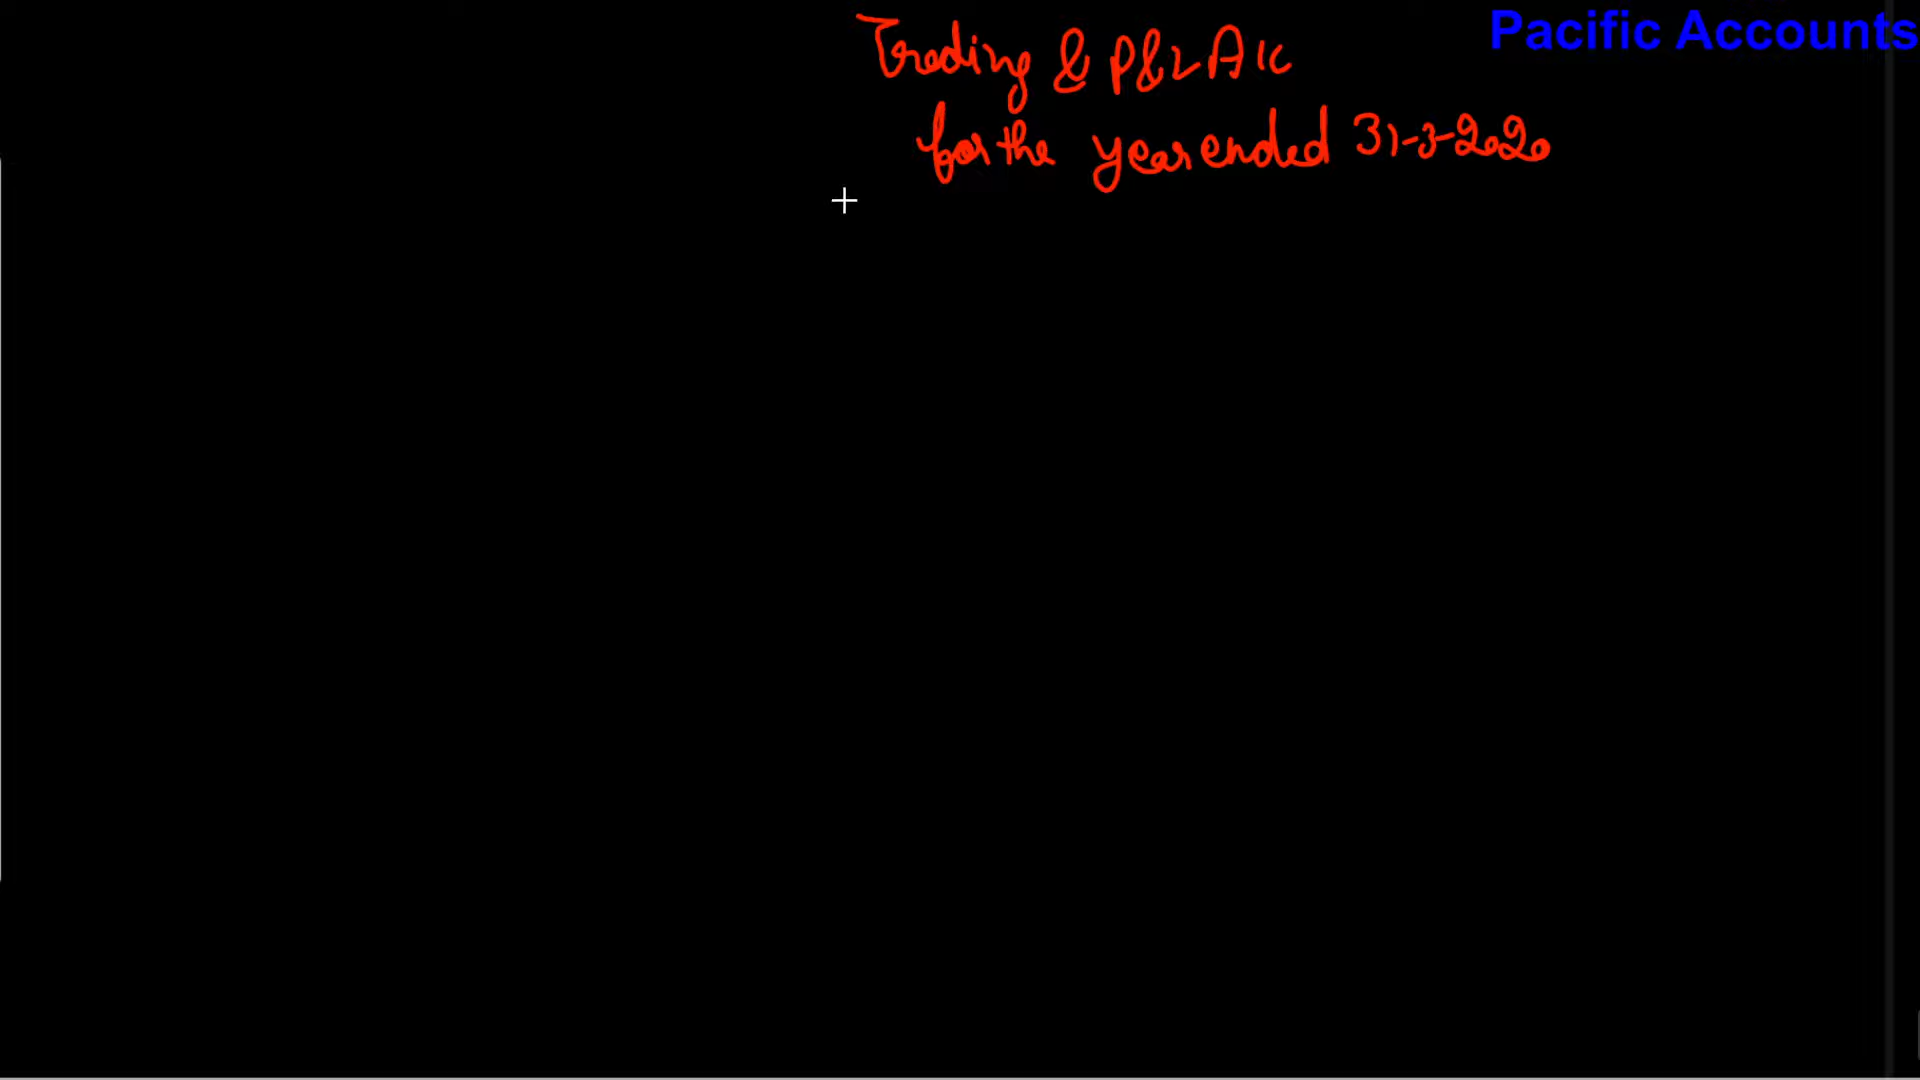 Pacific Accounts
Trading & P&L A/c
for the year ended 31-3-2020